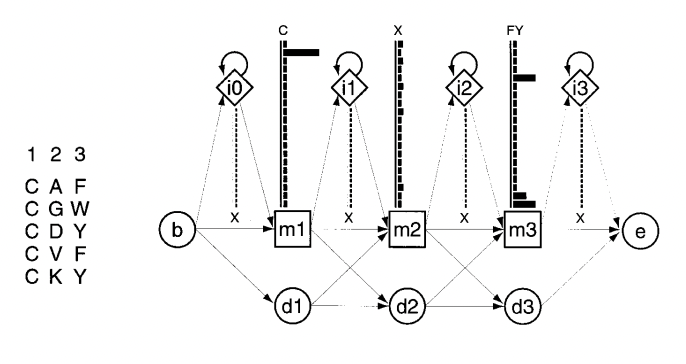 C X FY
i0 i1 i2 i3
1 2 3
C A F
C G W
C D Y
C V F
C K Y
X X X X
b m1 m2 m3 e
d1 d2 d3